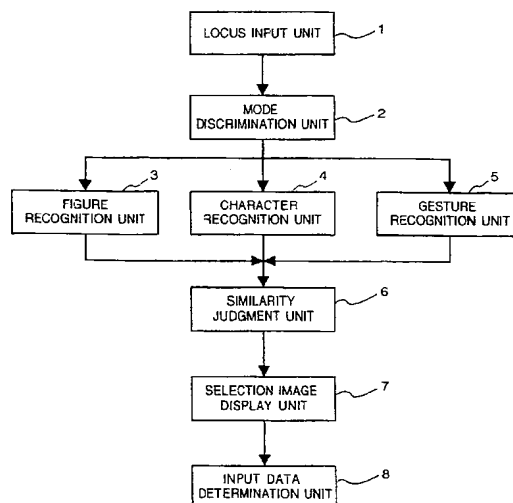 LOCUS INPUT UNIT
1
MODE
DISCRIMINATION UNIT
2
3
4
5
FIGURE
RECOGNITION UNIT
CHARACTER
RECOGNITION UNIT
GESTURE
RECOGNITION UNIT
6
SIMILARITY
JUDGMENT UNIT
7
SELECTION IMAGE
DISPLAY UNIT
INPUT DATA
DETERMINATION UNIT
8